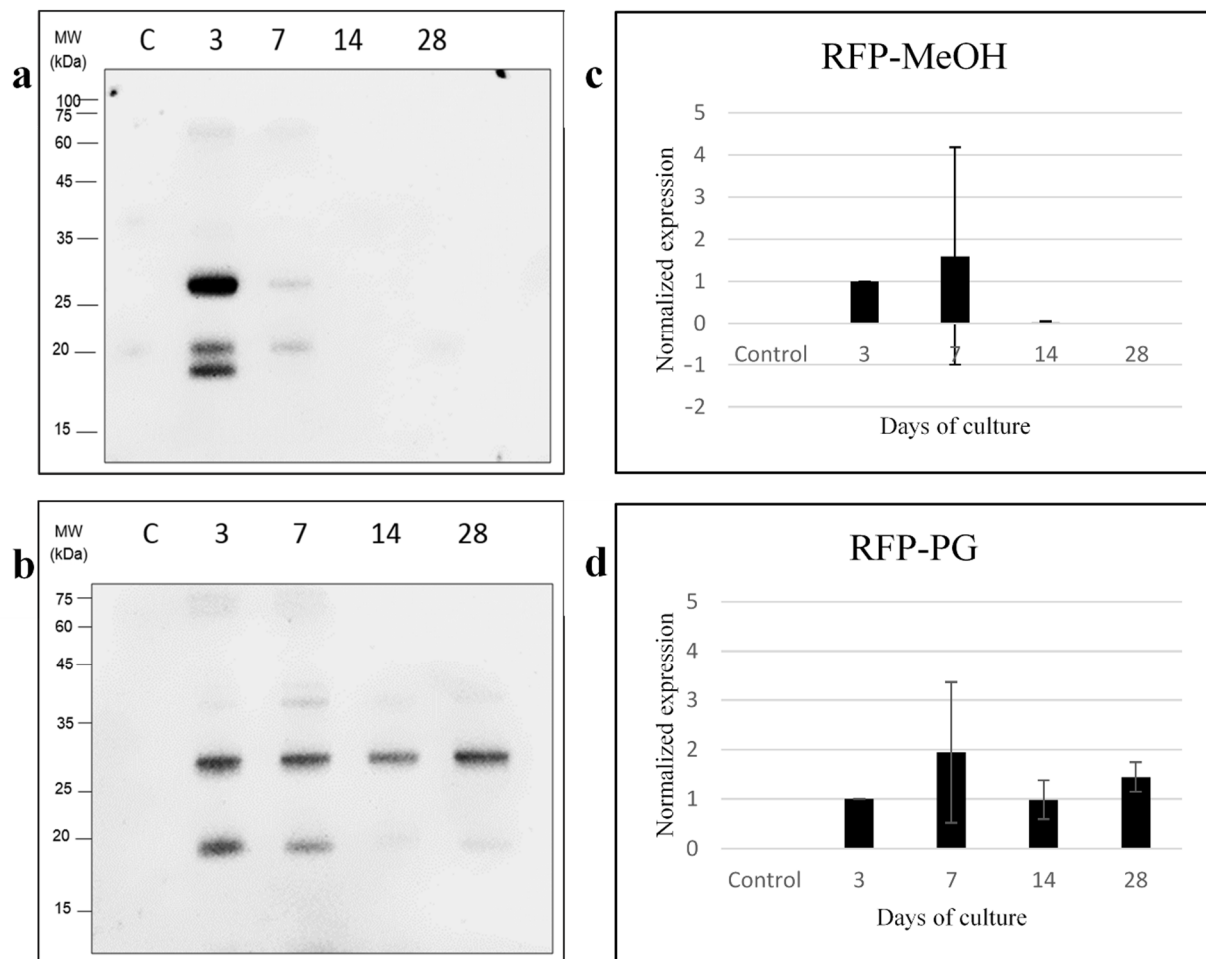 a
MW
(kDa)
C 3 7 14 28
100
75
60
45
35
25
20
15
c
RFP-MeOH
Normalized expression
5
4
3
2
1
0
-1
-2
Control 3 7 14 28
Days of culture
b
MW
(kDa)
C 3 7 14 28
75
60
45
35
25
20
15
d
RFP-PG
Normalized expression
5
4
3
2
1
0
Control 3 7 14 28
Days of culture